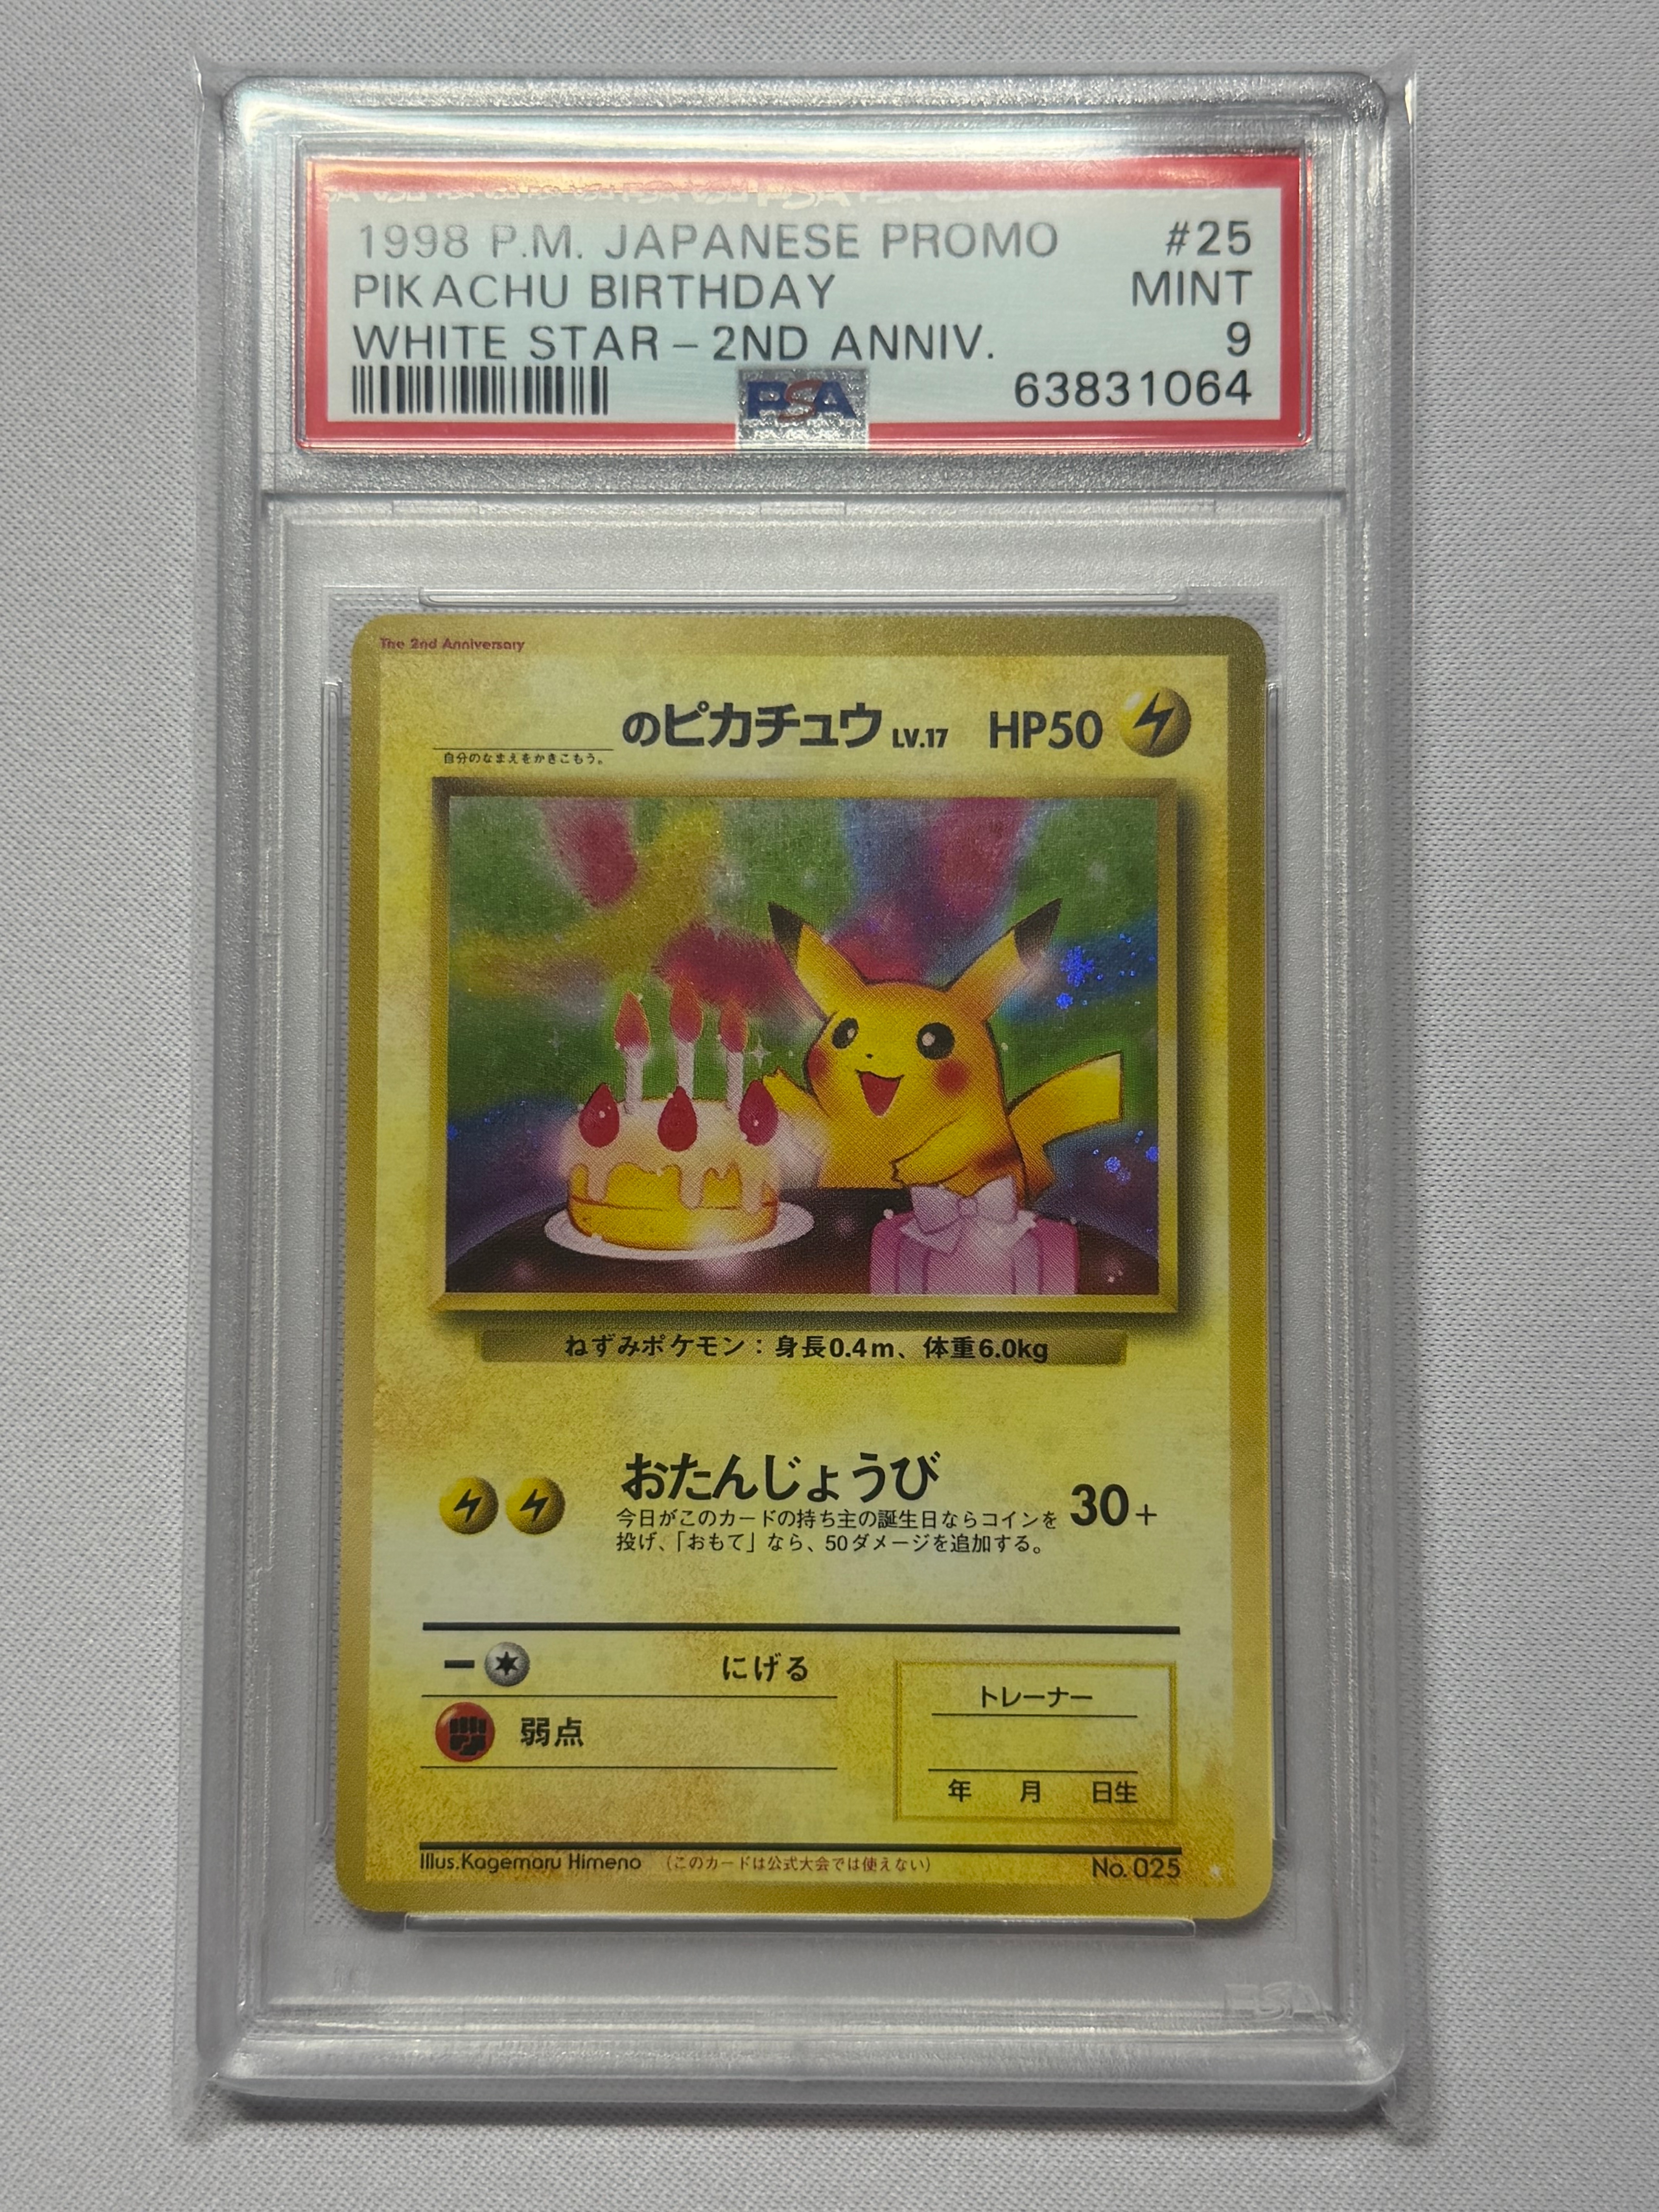 1998 P.M. JAPANESE PROMO #25
PIKACHU BIRTHDAY MINT
WHITE STAR - 2ND ANNIV. 9
PSA 63831064
The 2nd Anniversary
のピカチュウ LV.17 HP50
自分のなまえをかきこもう。
ねずみポケモン：身長0.4m、体重6.0kg
おたんじょうび 30+
今日がこのカードの持ち主の誕生日ならコインを
投げ、「おもて」なら、50ダメージを追加する。
にげる
弱点
トレーナー
年 月 日生
Illus.Kagemaru Himeno （このカードは公式大会では使えない） No.025
PSA